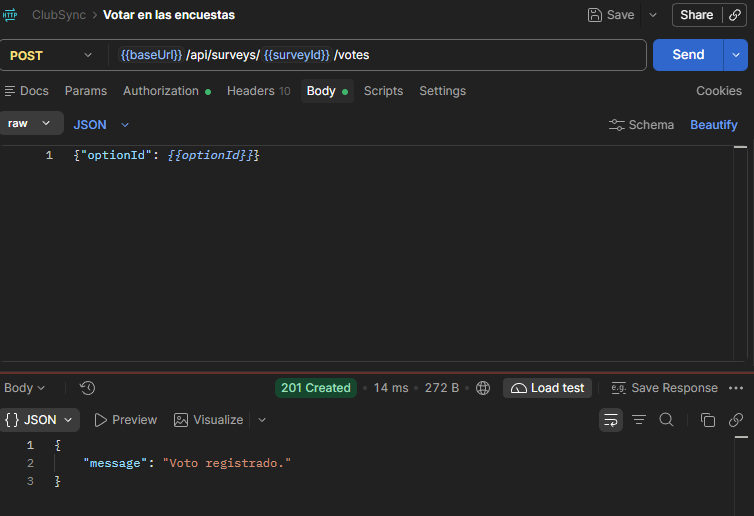 HTTP ClubSync > Votar en las encuestas Save Share
POST {{baseUrl}} /api/surveys/ {{surveyId}} /votes Send
Docs Params Authorization Headers 10 Body Scripts Settings Cookies
raw JSON Schema Beautify
1 {"optionId": {{optionId}}}
Body 201 Created • 14 ms • 272 B Load test e.g. Save Response
{} JSON Preview Visualize
1 {
2 "message": "Voto registrado."
3 }